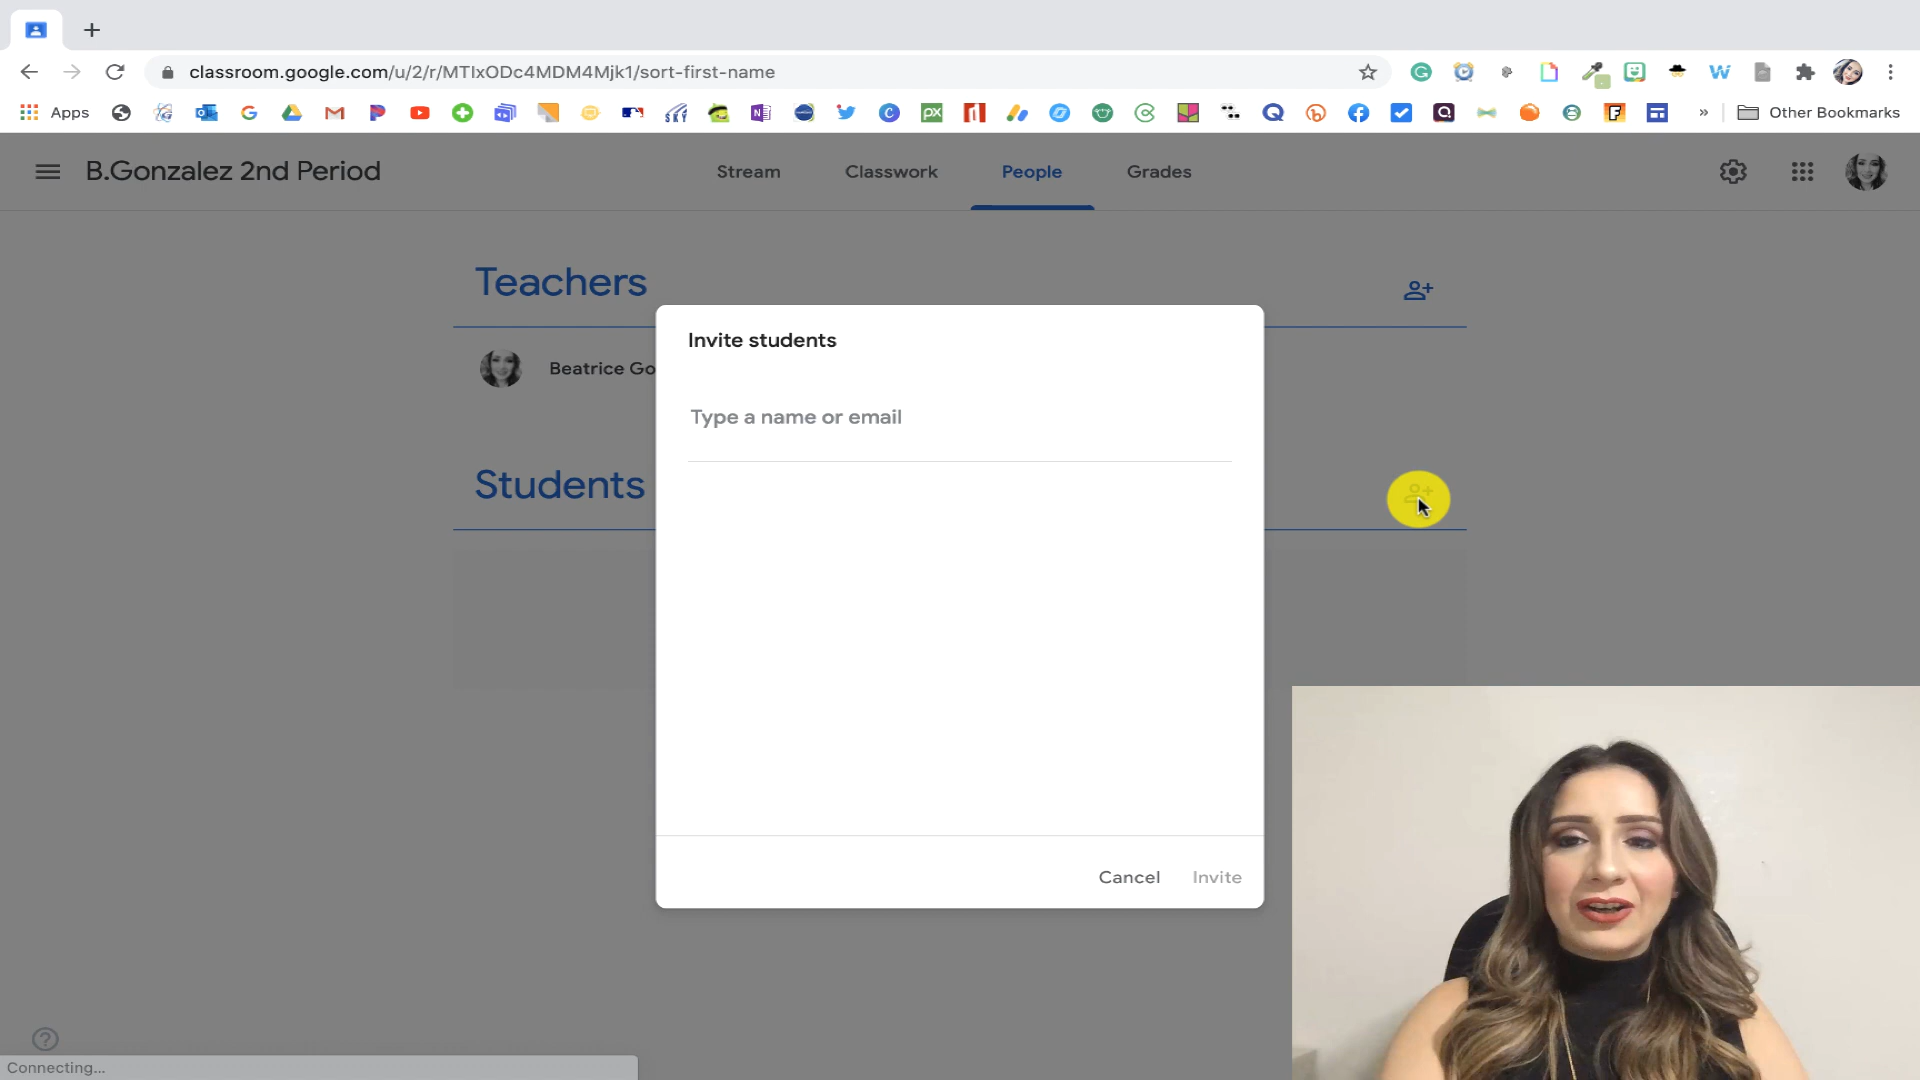 classroom.google.com/u/2/r/MTIxODc4MDM4Mjk1/sort-first-name
Apps
Other Bookmarks
B.Gonzalez 2nd Period
Stream
Classwork
People
Grades
Teachers
Beatrice Go
Invite students
Type a name or email
Students
Cancel
Invite
Connecting...